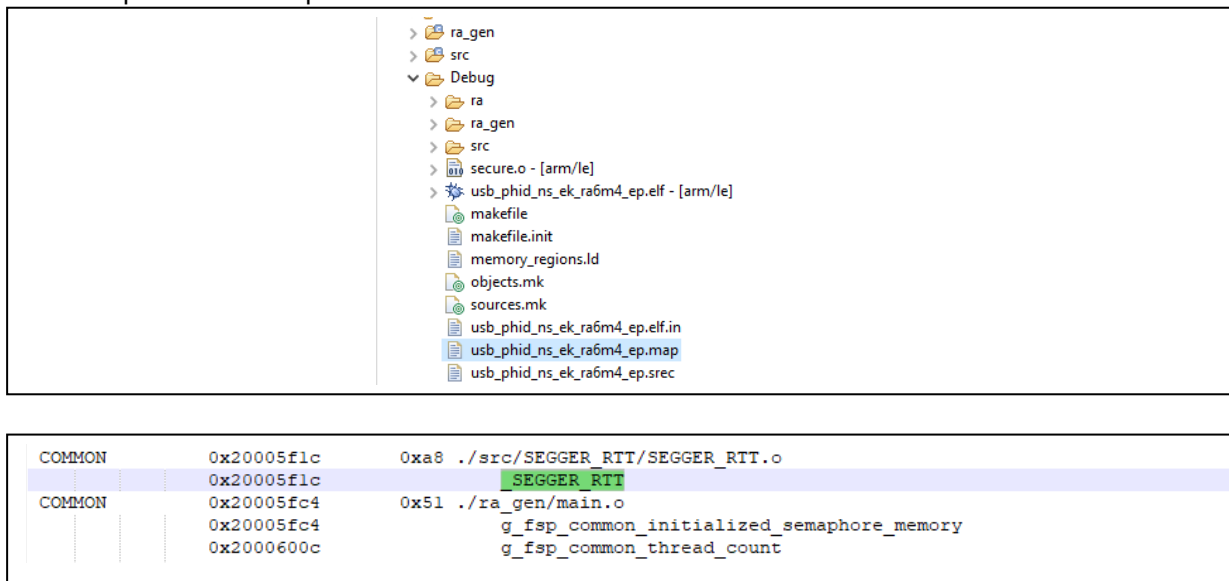 ra_gen
src
Debug
ra
ra_gen
src
secure.o - [arm/le]
usb_phid_ns_ek_ra6m4_ep.elf - [arm/le]
makefile
makefile.init
memory_regions.ld
objects.mk
sources.mk
usb_phid_ns_ek_ra6m4_ep.elf.in
usb_phid_ns_ek_ra6m4_ep.map
usb_phid_ns_ek_ra6m4_ep.srec
COMMON 0x20005f1c 0xa8 ./src/SEGGER_RTT/SEGGER_RTT.o
0x20005f1c _SEGGER_RTT
COMMON 0x20005fc4 0x51 ./ra_gen/main.o
0x20005fc4 g_fsp_common_initialized_semaphore_memory
0x2000600c g_fsp_common_thread_count